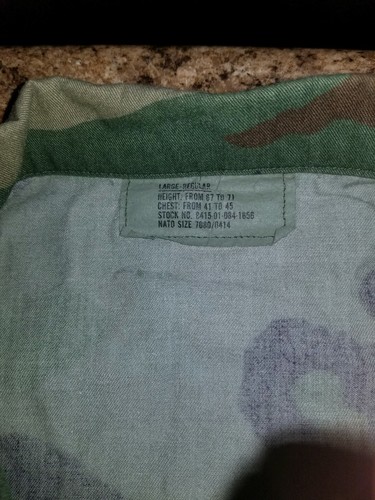 LARGE-REGULAR
HEIGHT: FROM 67 TO 71
CHEST: FROM 41 TO 45
STOCK NO. 8415-01-084-1656
NATO SIZE 7080/0414